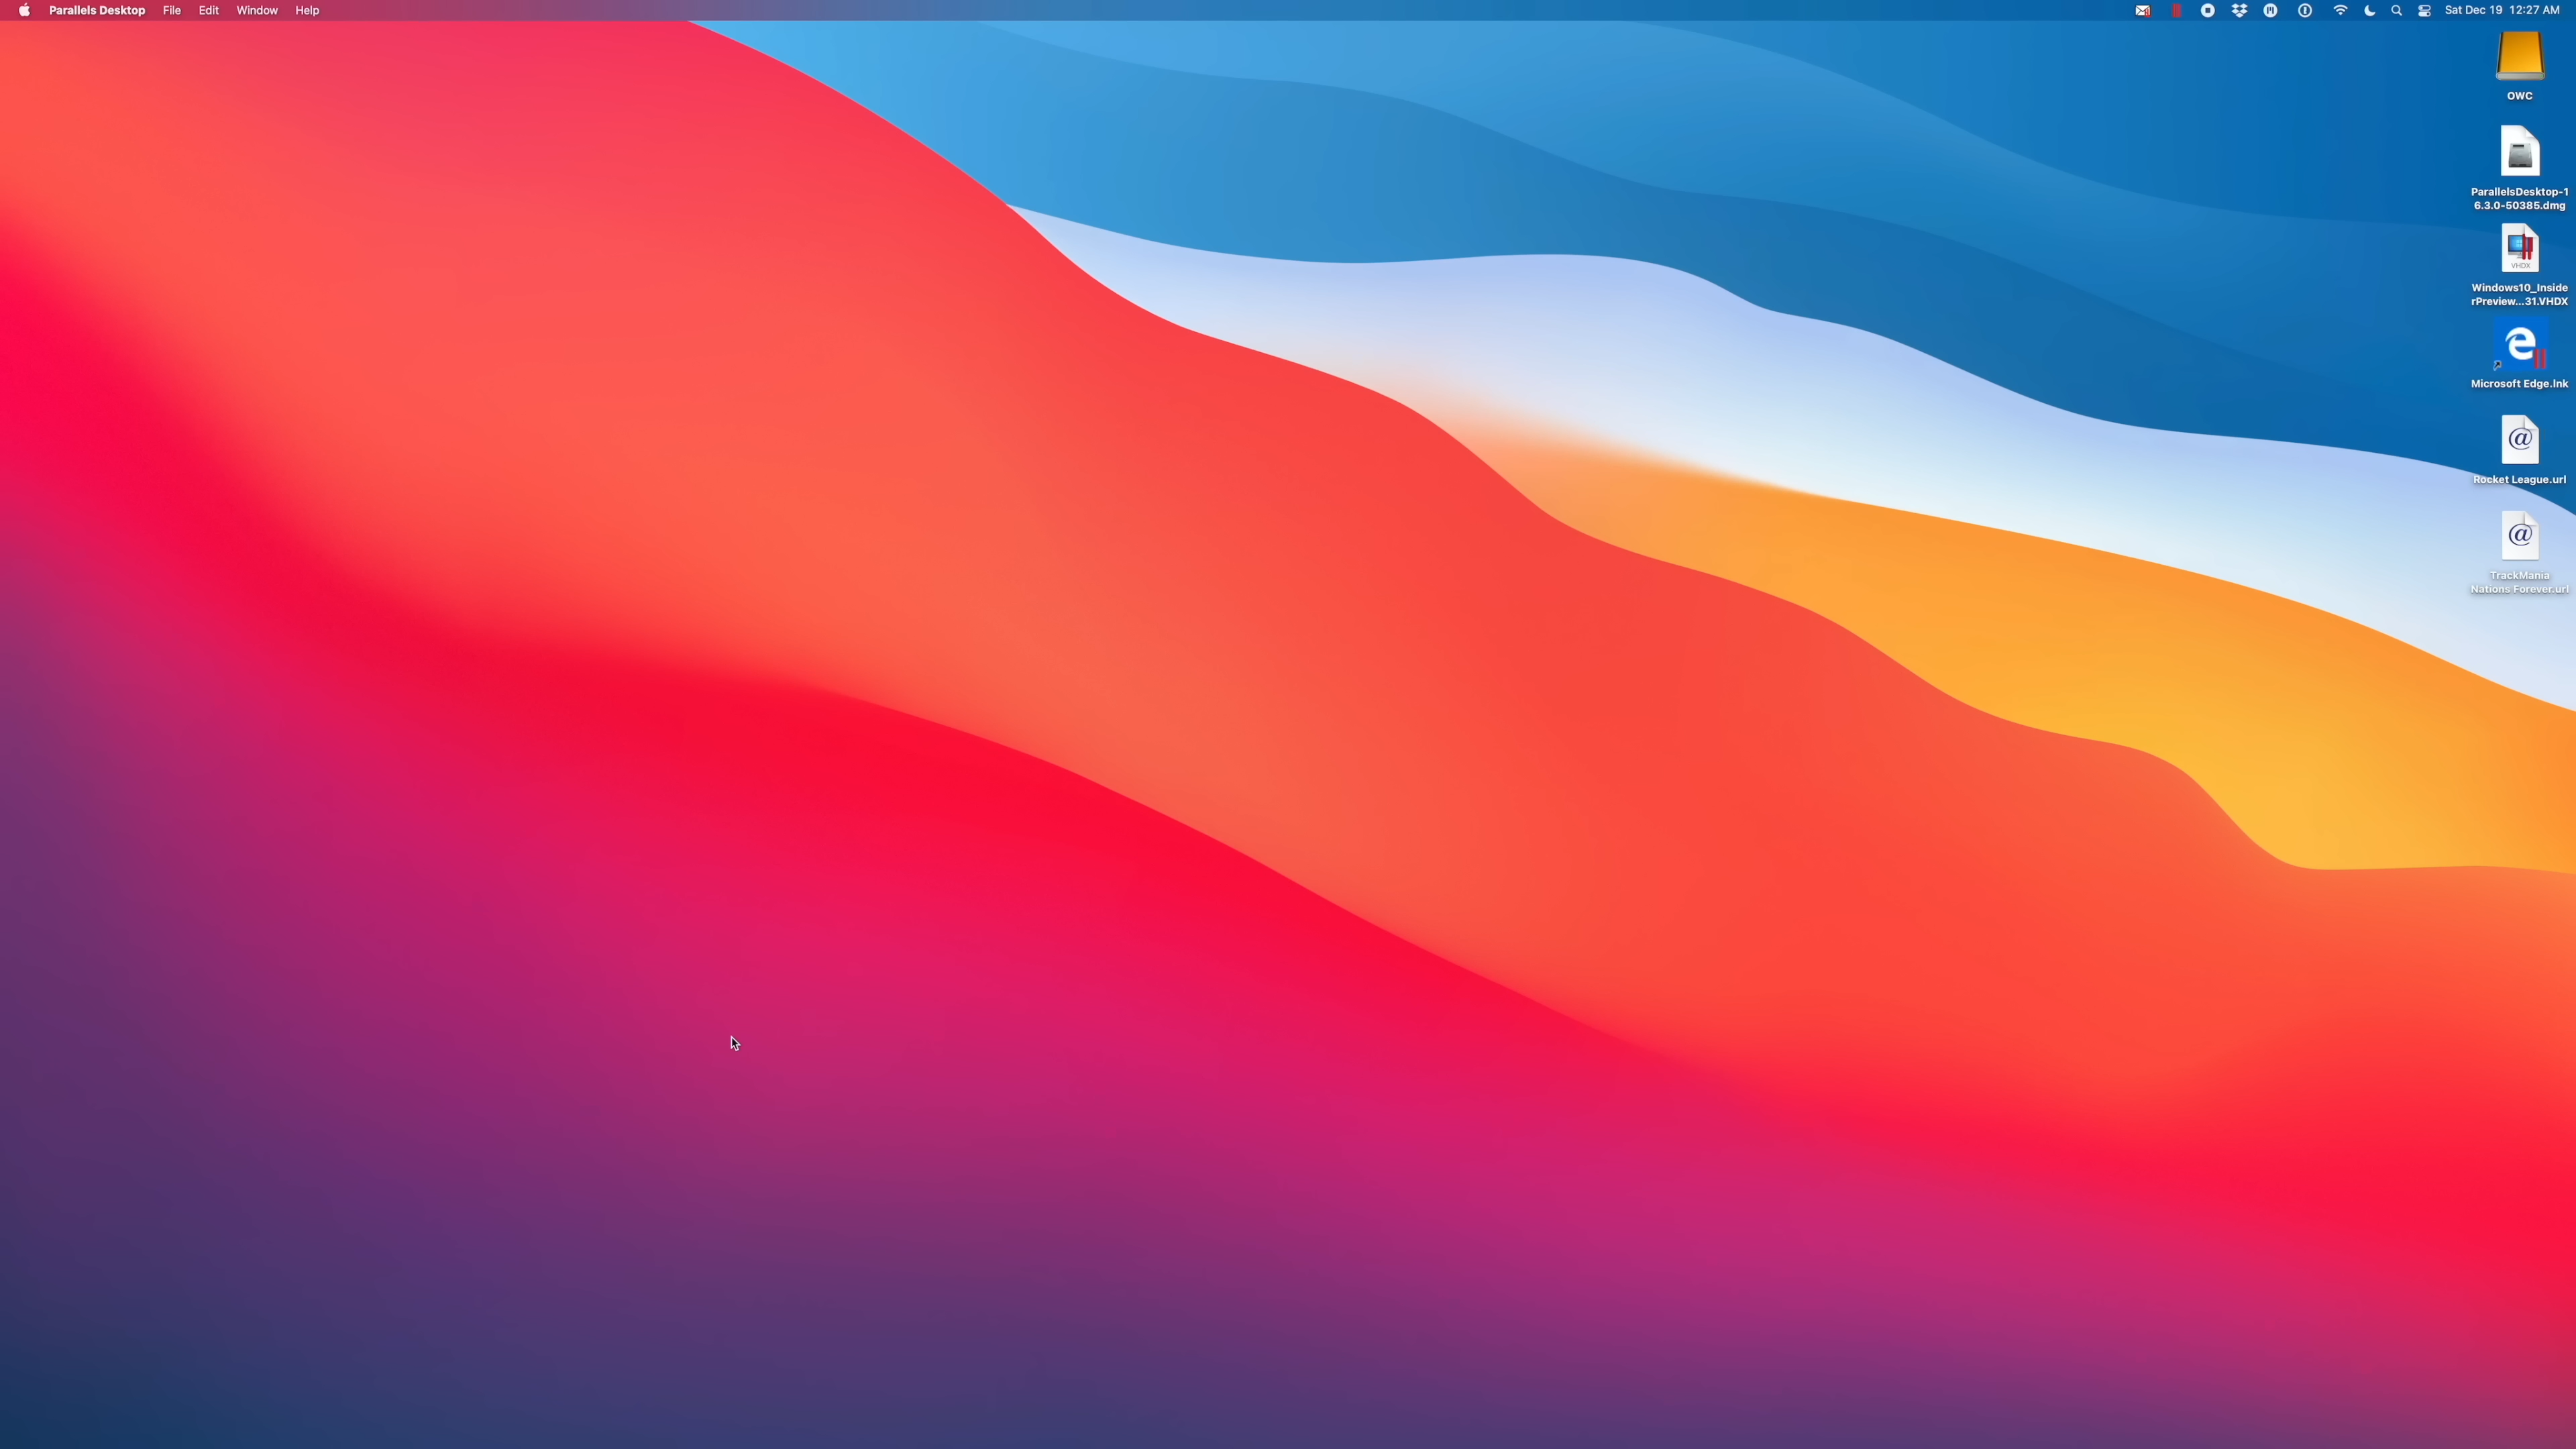 Parallels Desktop File Edit Window Help Sat Dec 19 12:27 AM
OWC
ParallelsDesktop-1
6.3.0-50385.dmg
VHDX
Windows10_Inside
rPreview...31.VHDX
Microsoft Edge.lnk
@
Rocket League.url
@
TrackMania
Nations Forever.url